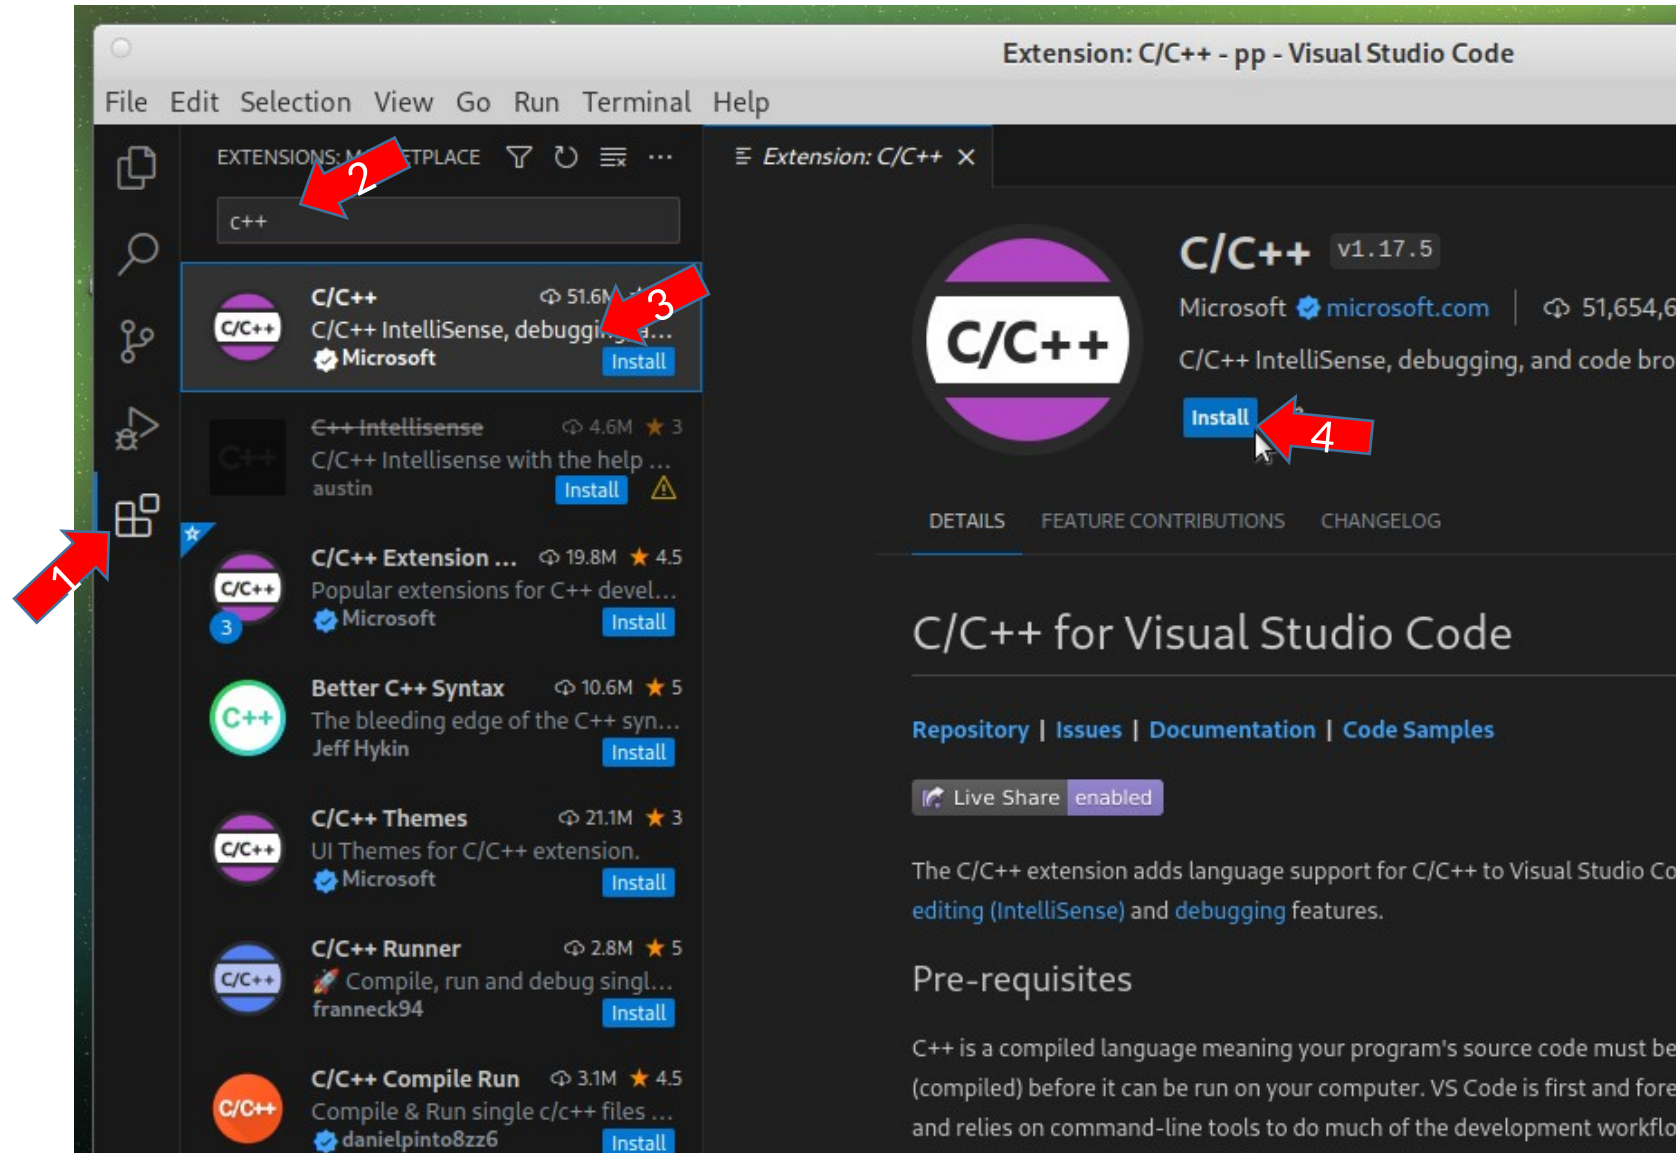 Extension: C/C++ - pp - Visual Studio Code
File Edit Selection View Go Run Terminal Help
EXTENSIONS: M
ETPLACE
Extension: C/C++
2
c++
C/C++
C/C++ 51.6M
C/C++ IntelliSense, debugging, a...
Microsoft Install
3
C++
C++ Intellisense 4.6M 3
C/C++ Intellisense with the help ...
austin Install
1
C/C++
3
C/C++ Extension ... 19.8M 4.5
Popular extensions for C++ devel...
Microsoft Install
C++
Better C++ Syntax 10.6M 5
The bleeding edge of the C++ syn...
Jeff Hykin Install
C/C++
C/C++ Themes 21.1M 3
UI Themes for C/C++ extension.
Microsoft Install
C/C++
C/C++ Runner 2.8M 5
Compile, run and debug singl...
franneck94 Install
C/C++
C/C++ Compile Run 3.1M 4.5
Compile & Run single c/c++ files ...
danielpinto8zz6 Install
C/C++
C/C++ v1.17.5
Microsoft microsoft.com 51,654,6
C/C++ IntelliSense, debugging, and code bro
Install
4
DETAILS FEATURE CONTRIBUTIONS CHANGELOG
C/C++ for Visual Studio Code
Repository | Issues | Documentation | Code Samples
Live Share enabled
The C/C++ extension adds language support for C/C++ to Visual Studio Co
editing (IntelliSense) and debugging features.
Pre-requisites
C++ is a compiled language meaning your program's source code must be
(compiled) before it can be run on your computer. VS Code is first and fore
and relies on command-line tools to do much of the development workflo